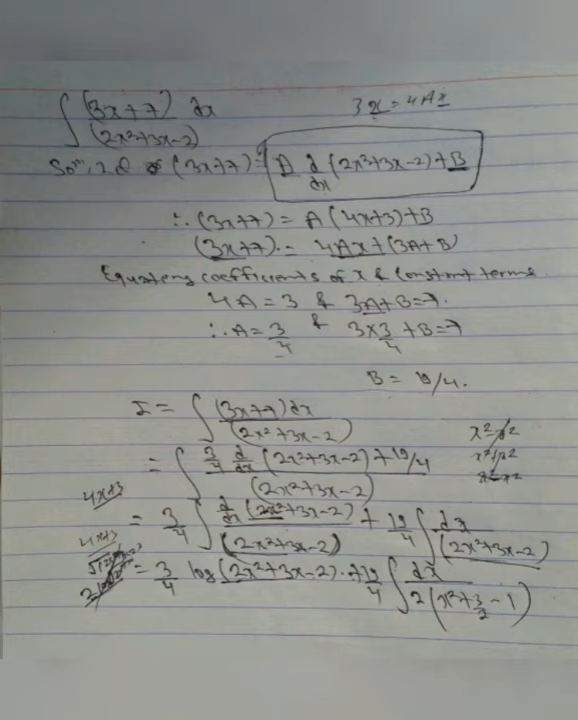 ∫ (3x+7) dx / (2x²+3x-2)
3x = 4Ax
(3x+7) = A d/dx (2x²+3x-2) + B
∴ (3x+7) = A(4x+3)+B
(3x+7) = 4Ax+(3A+B)
Equating coefficients of x & Constant terms.
4A = 3 & 3A+B=7.
∴ A = 3/4 & 3×3/4 + B = 7
B = 19/4.
I = ∫ (3x+7)dx / (2x²+3x-2)
= ∫ 3/4 d/dx (2x²+3x-2) + 19/4 / (2x²+3x-2)
4x+3
= 3/4 ∫ d/dx (2x²+3x-2) / (2x²+3x-2) + 19/4 ∫ dx / (2x²+3x-2)
4x+3
= 3/4 log(2x²+3x-2) + 19/4 ∫ dx / 2(x²+3/2-1)